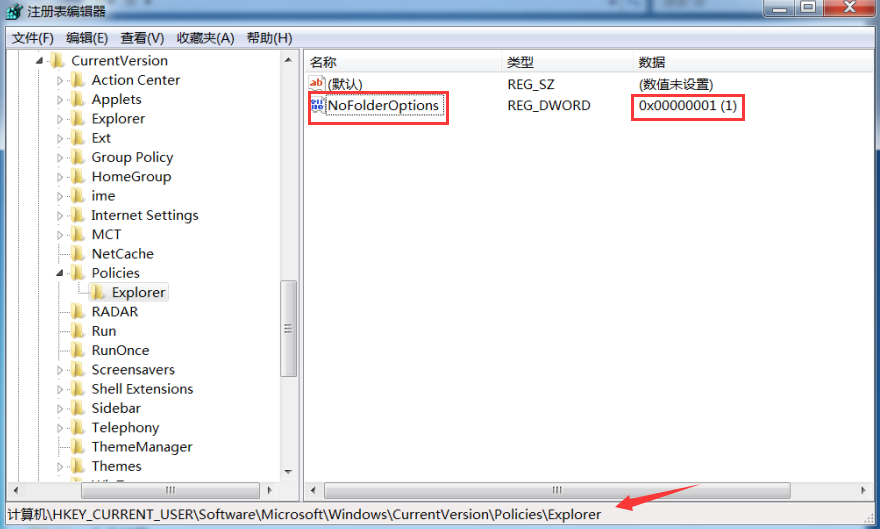 注册表编辑器
文件(F) 编辑(E) 查看(V) 收藏夹(A) 帮助(H)
CurrentVersion
Action Center
Applets
Explorer
Ext
Group Policy
HomeGroup
ime
Internet Settings
MCT
NetCache
Policies
Explorer
RADAR
Run
RunOnce
Screensavers
Shell Extensions
Sidebar
Telephony
ThemeManager
Themes
名称 类型 数据
ab (默认) REG_SZ (数值未设置)
NoFolderOptions REG_DWORD 0x00000001 (1)
计算机\HKEY_CURRENT_USER\Software\Microsoft\Windows\CurrentVersion\Policies\Explorer